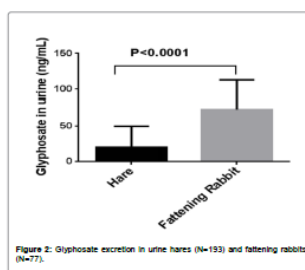 P<0.0001
Glyphosate in urine (ng/mL)
150
100
50
0
Hare
Fattening Rabbit
Figure 2: Glyphosate excretion in urine hares (N=193) and fattening rabbits
(N=77).